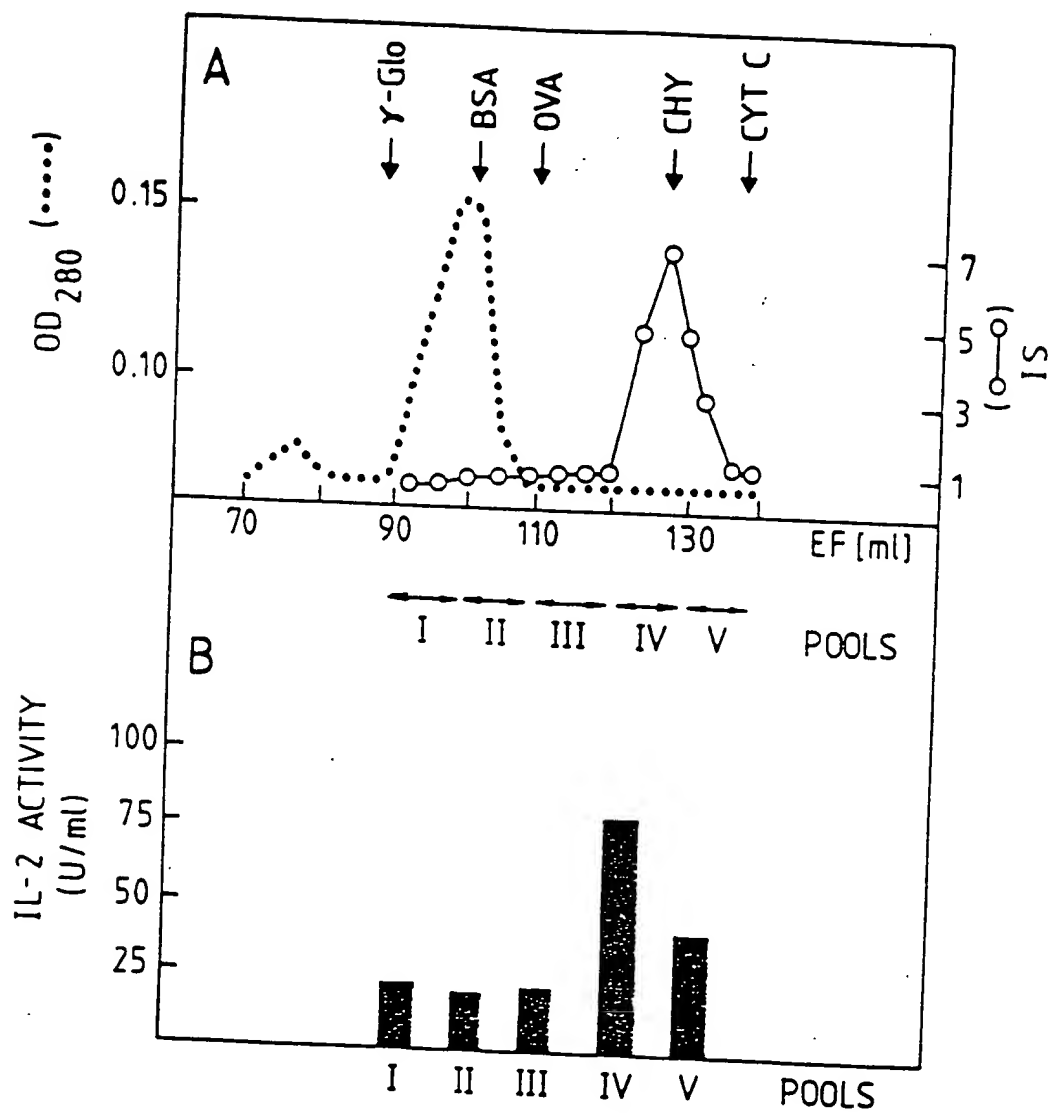 A
γ-Glo
BSA
OVA
CHY
CYT C
OD280 (.....)
0.15
0.10
7
5
3
1
IS (o—o)
70
90
110
130
EF [ml]
I
II
III
IV
V
POOLS
B
IL-2 ACTIVITY
(U/ml)
100
75
50
25
I
II
III
IV
V
POOLS